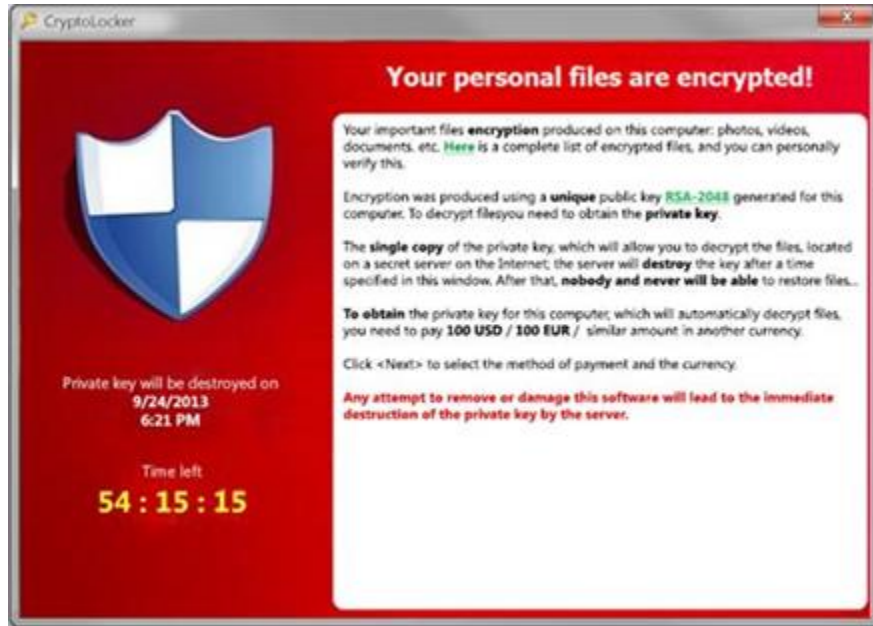 CryptoLocker
Your personal files are encrypted!
Your important files encryption produced on this computer: photos, videos,
documents, etc. Here is a complete list of encrypted files, and you can personally
verify this.
Encryption was produced using a unique public key RSA-2048 generated for this
computer. To decrypt filesyou need to obtain the private key.
The single copy of the private key, which will allow you to decrypt the files, located
on a secret server on the Internet; the server will destroy the key after a time
specified in this window. After that, nobody and never will be able to restore files...
To obtain the private key for this computer, which will automatically decrypt files,
you need to pay 100 USD / 100 EUR / similar amount in another currency.
Click <Next> to select the method of payment and the currency.
Any attempt to remove or damage this software will lead to the immediate
destruction of the private key by the server.
Private key will be destroyed on
9/24/2013
6:21 PM
Time left
54 : 15 : 15